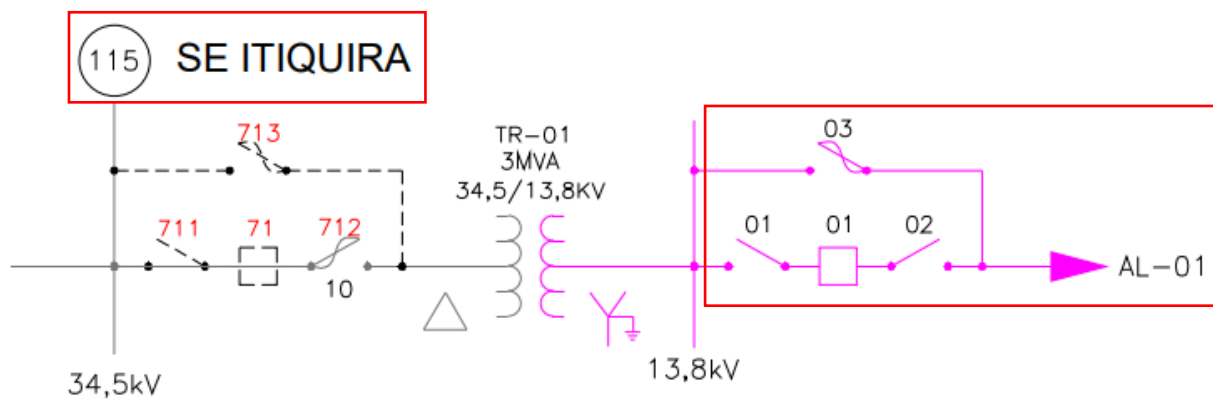 115 SE ITIQUIRA
713
TR-01
3MVA
34,5/13,8KV
03
711 71 712
10
01 01 02
AL-01
34,5kV
13,8kV